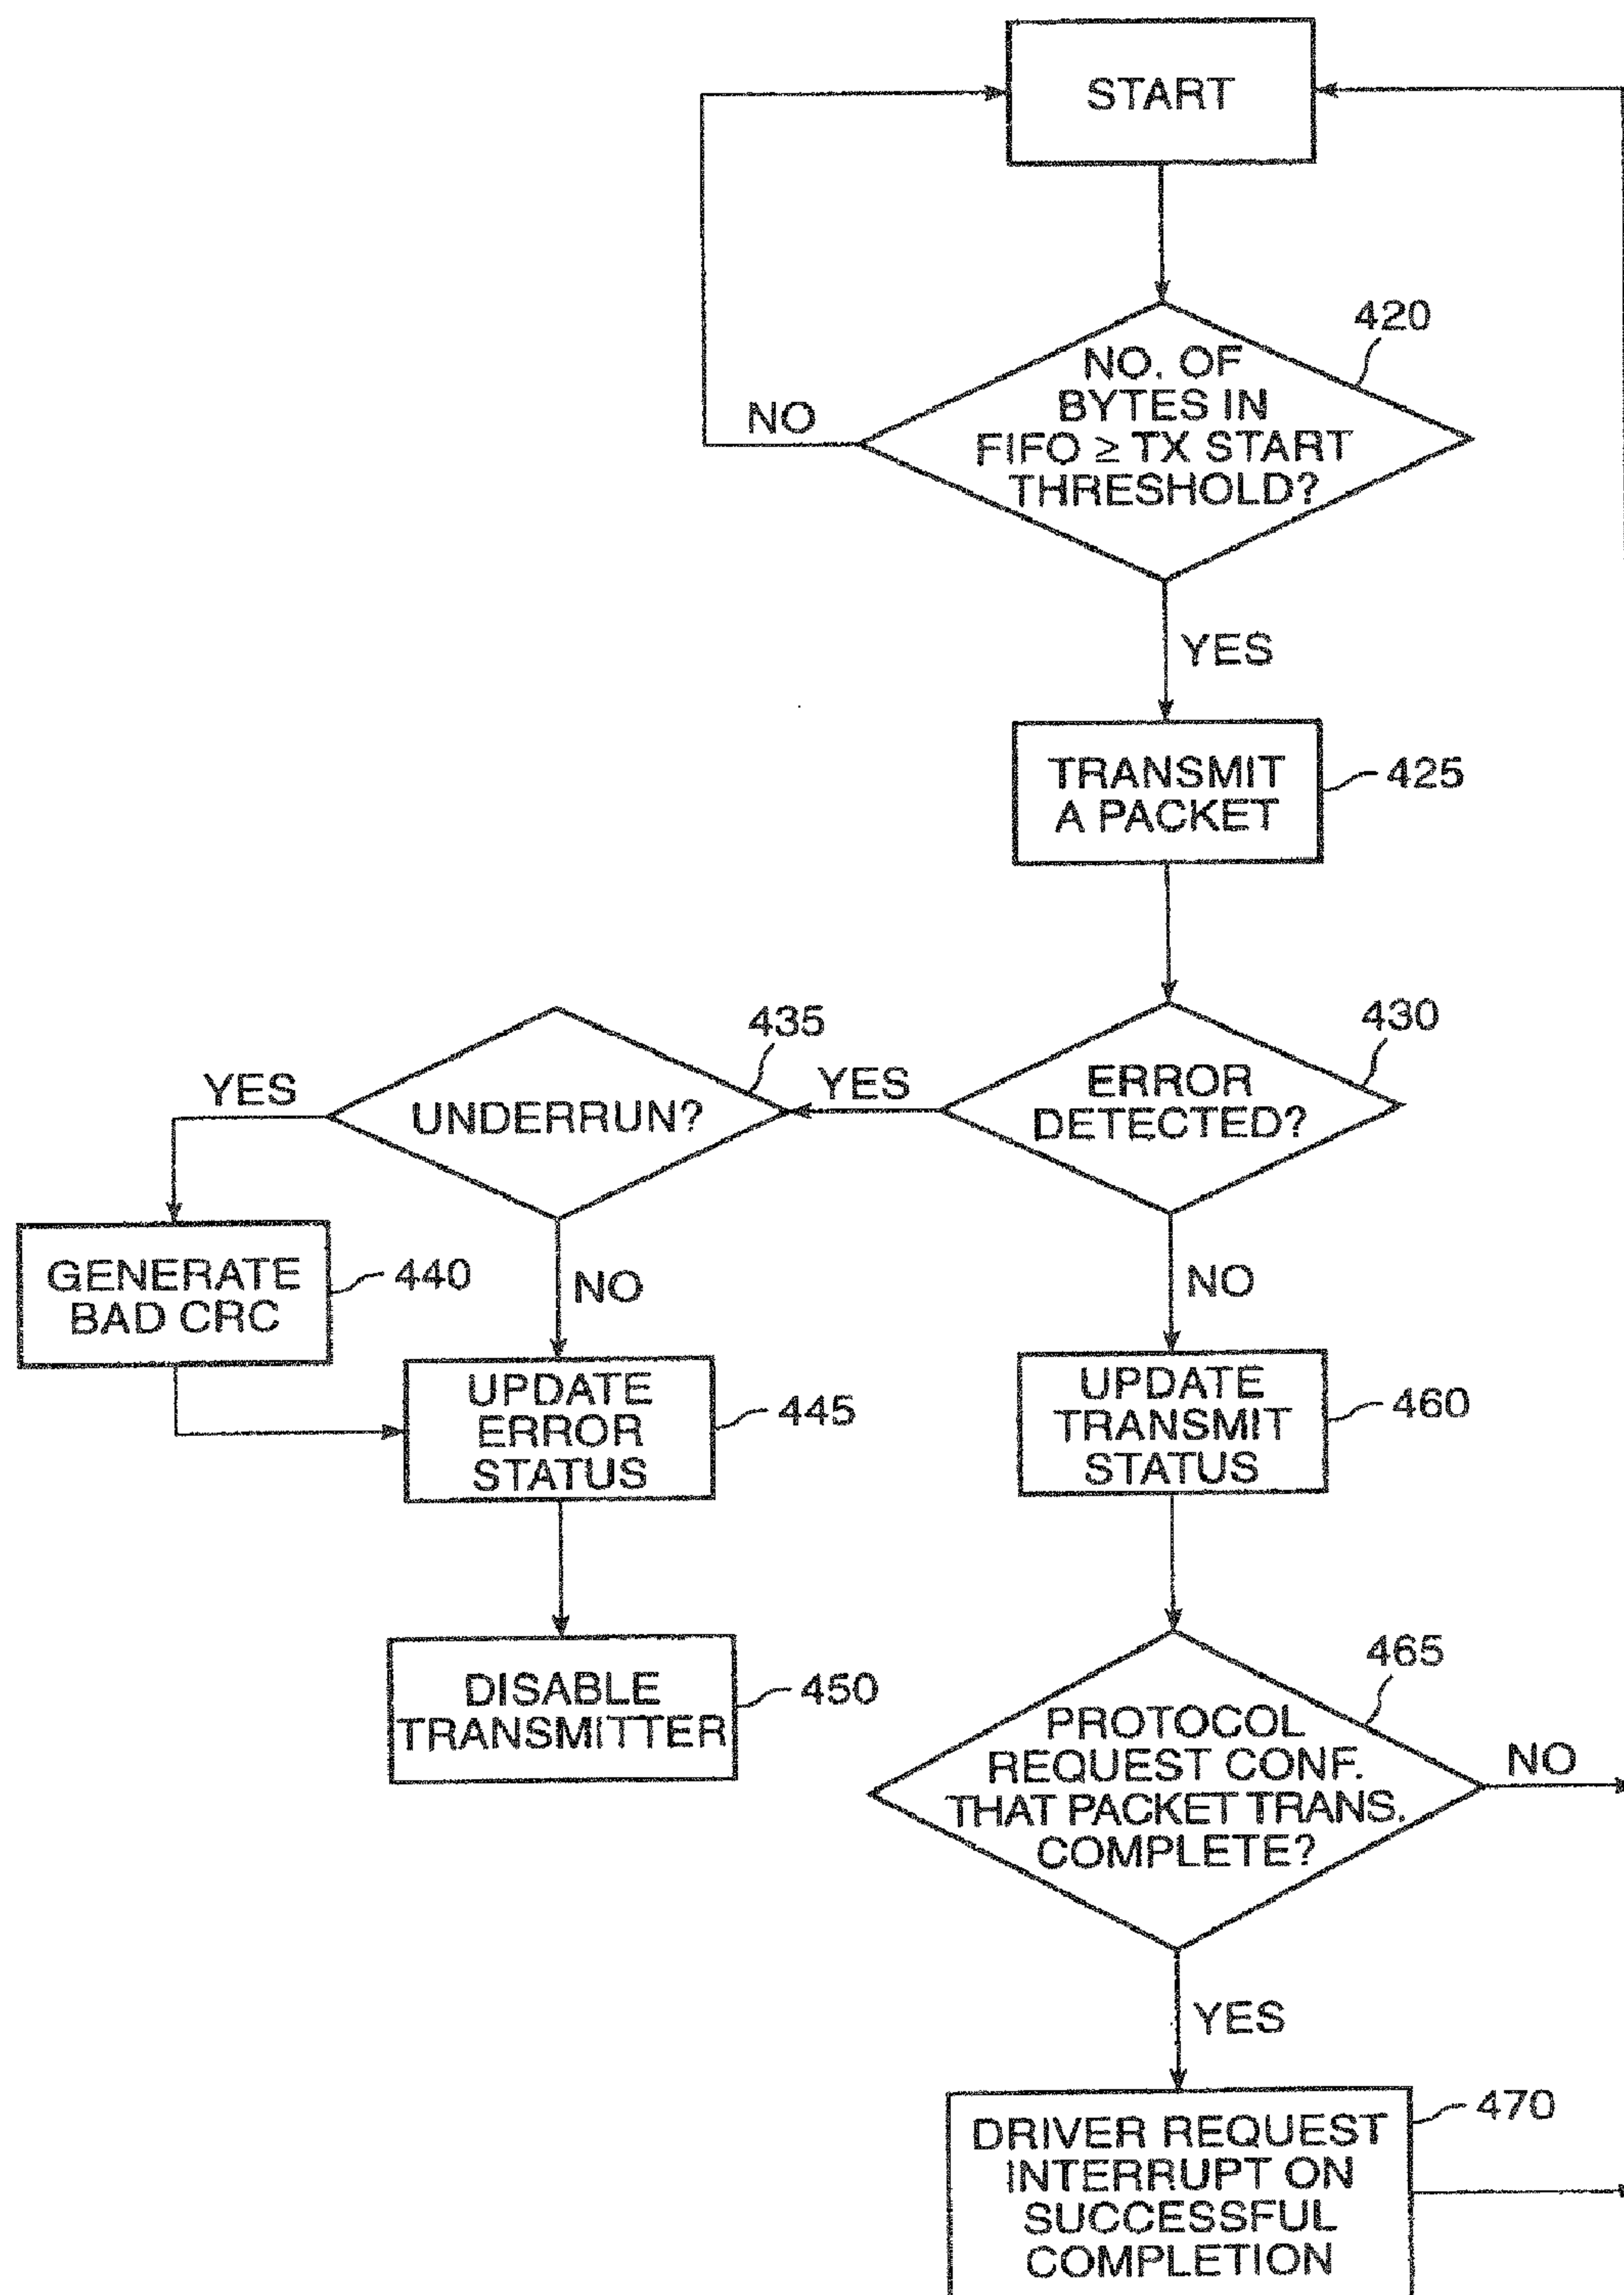 START
420
NO. OF
BYTES IN
FIFO ≥ TX START
THRESHOLD?
NO
YES
TRANSMIT
A PACKET
425
430
ERROR
DETECTED?
YES
435
UNDERRUN?
YES
NO
NO
GENERATE
BAD CRC
440
UPDATE
ERROR
STATUS
445
UPDATE
TRANSMIT
STATUS
460
DISABLE
TRANSMITTER
450
465
PROTOCOL
REQUEST CONF.
THAT PACKET TRANS.
COMPLETE?
NO
YES
DRIVER REQUEST
INTERRUPT ON
SUCCESSFUL
COMPLETION
470